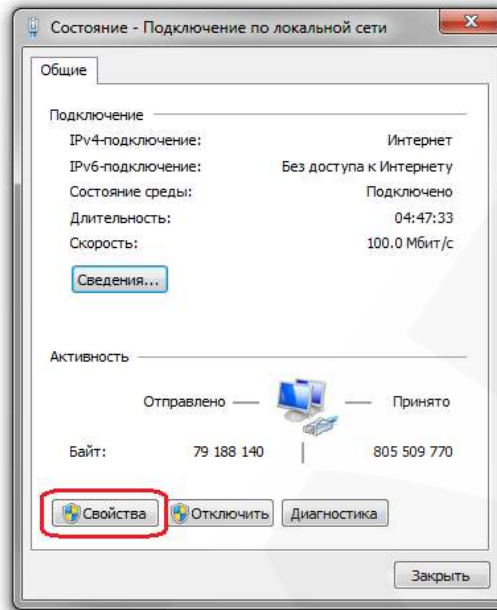 Состояние - Подключение по локальной сети
Общие
Подключение
IPv4-подключение: Интернет
IPv6-подключение: Без доступа к Интернету
Состояние среды: Подключено
Длительность: 04:47:33
Скорость: 100.0 Мбит/с
Сведения...
Активность
Отправлено — — Принято
Байт: 79 188 140 805 509 770
Свойства Отключить Диагностика
Закрыть